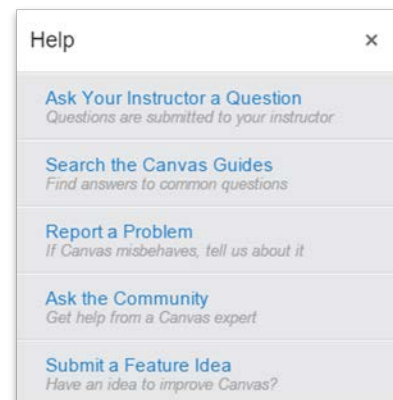 Help ×
Ask Your Instructor a Question
Questions are submitted to your instructor
Search the Canvas Guides
Find answers to common questions
Report a Problem
If Canvas misbehaves, tell us about it
Ask the Community
Get help from a Canvas expert
Submit a Feature Idea
Have an idea to improve Canvas?